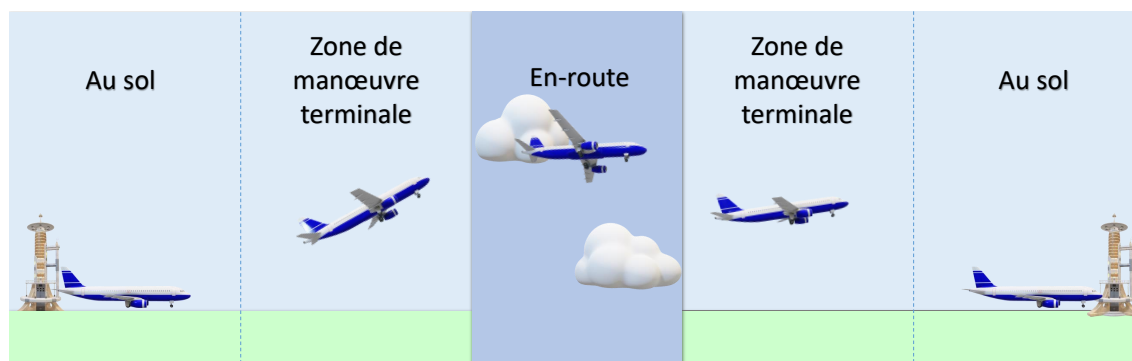 Au sol
Zone de
manœuvre
terminale
En-route
Zone de
manœuvre
terminale
Au sol